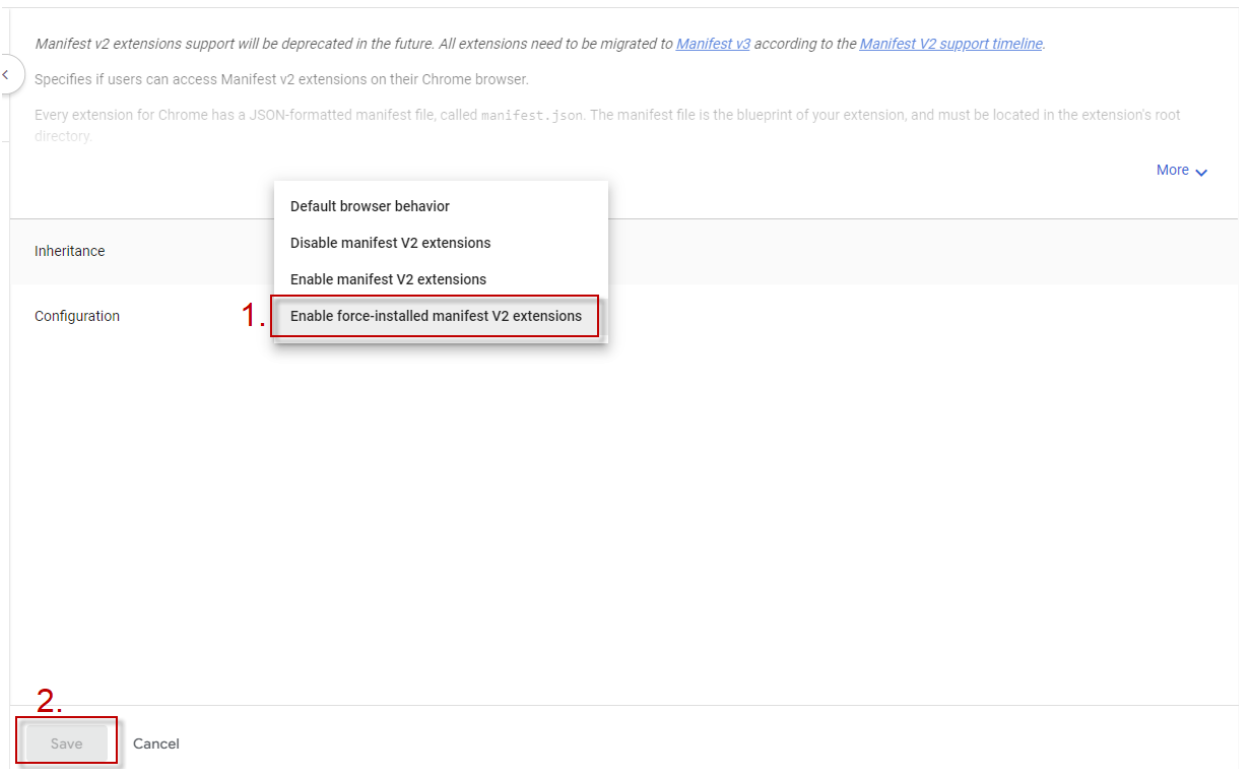 Manifest v2 extensions support will be deprecated in the future. All extensions need to be migrated to Manifest v3 according to the Manifest V2 support timeline.
Specifies if users can access Manifest v2 extensions on their Chrome browser.
Every extension for Chrome has a JSON-formatted manifest file, called manifest.json. The manifest file is the blueprint of your extension, and must be located in the extension's root
directory.
More
Default browser behavior
Disable manifest V2 extensions
Inheritance
Enable manifest V2 extensions
Configuration
1. Enable force-installed manifest V2 extensions
2.
Save Cancel